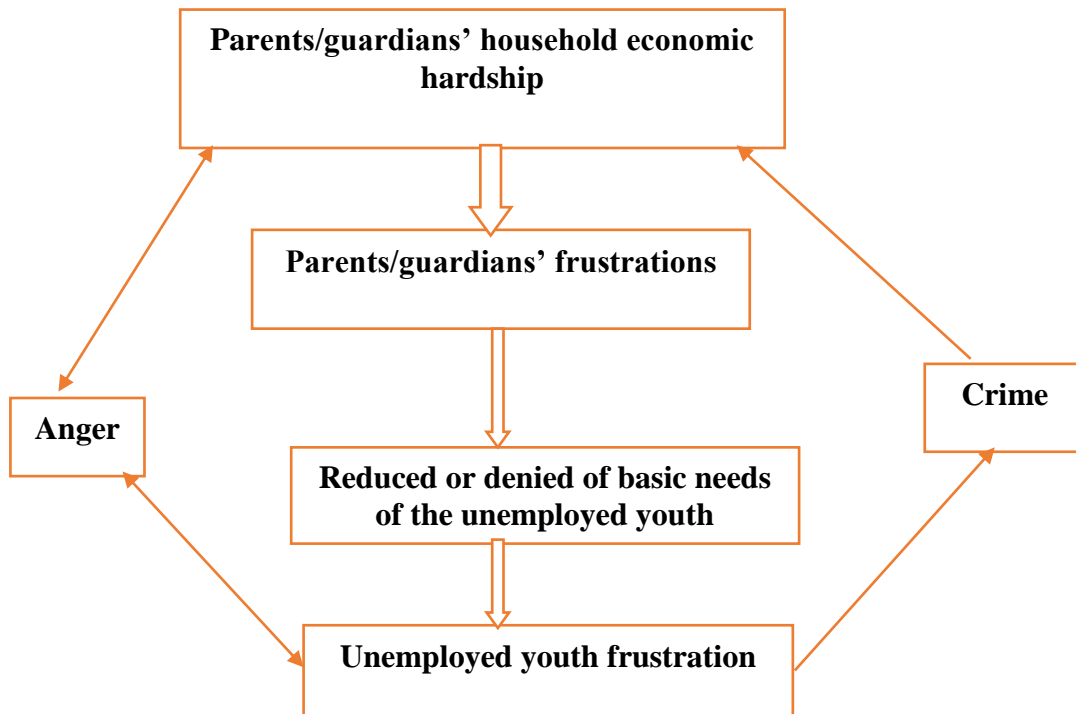 Parents/guardians’ household economic
hardship
Parents/guardians’ frustrations
Anger
Crime
Reduced or denied of basic needs
of the unemployed youth
Unemployed youth frustration